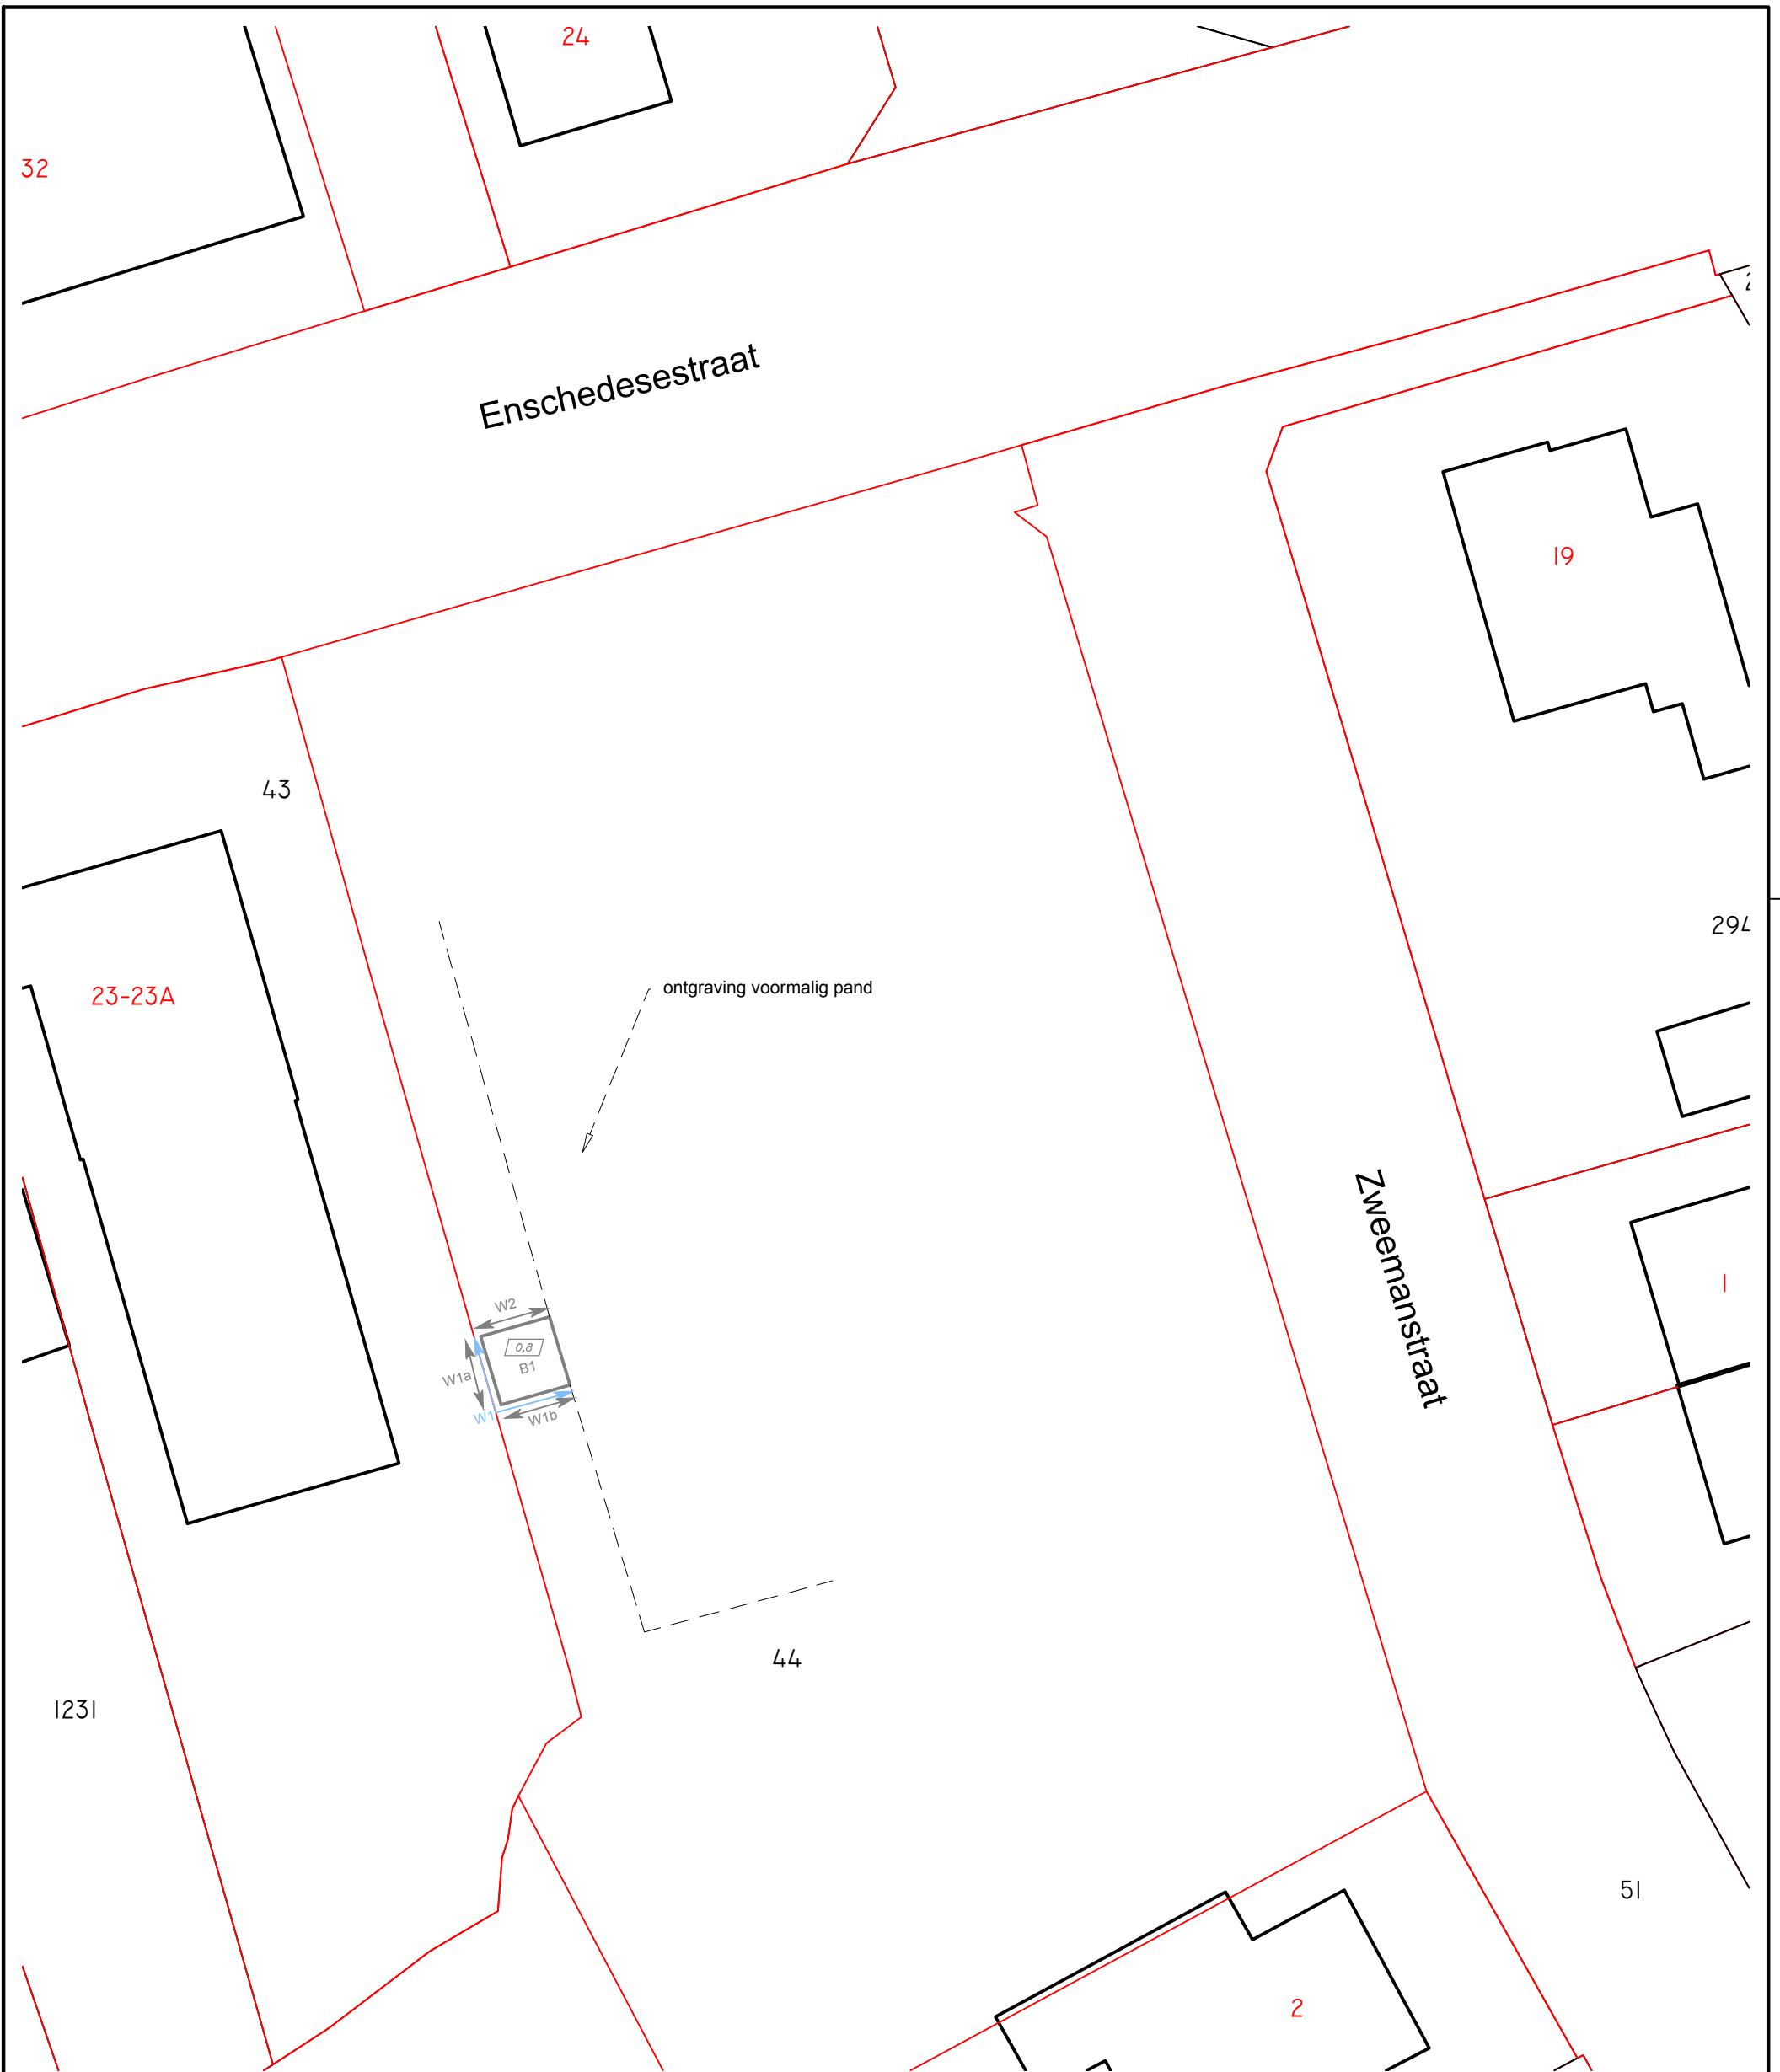 24
32
Enschedesestraat
19
43
294
23-23A
ontgraving voormalig pand
Zweemanstraat
1
W2
0,8
B1
W1a
W1
W1b
44
1231
51
2